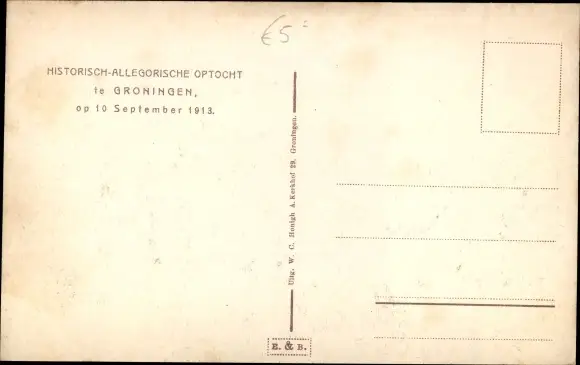 €5=
HISTORISCH-ALLEGORISCHE OPTOCHT
te GRONINGEN,
op 10 September 1913.
Uitg. W. C. Honigh A. Kerkhof 29. Groningen.
E. & B.